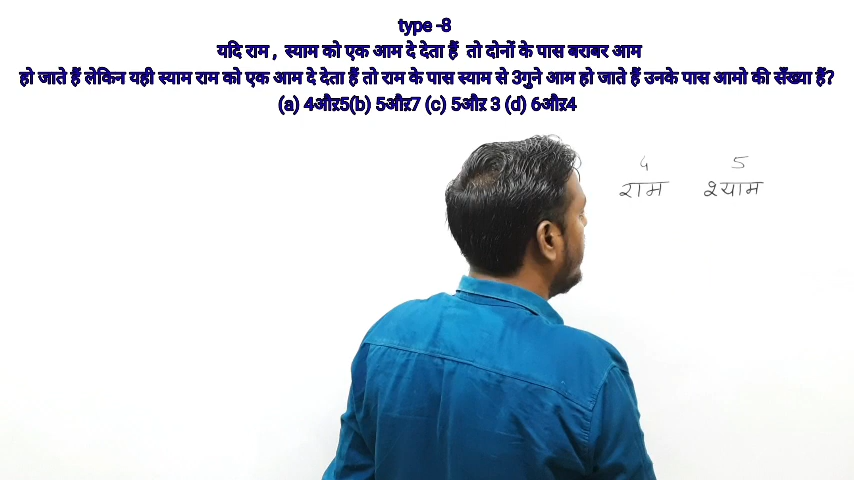 type -8
यदि राम , स्याम को एक आम दे देता हैं तो दोनों के पास बराबर आम
हो जाते हैं लेकिन यही स्याम राम को एक आम दे देता हैं तो राम के पास स्याम से 3गुने आम हो जाते हैं उनके पास आमो की सँख्या हैं?
(a) 4औऱ5(b) 5औऱ7 (c) 5औऱ 3 (d) 6औऱ4
4 5
राम श्याम